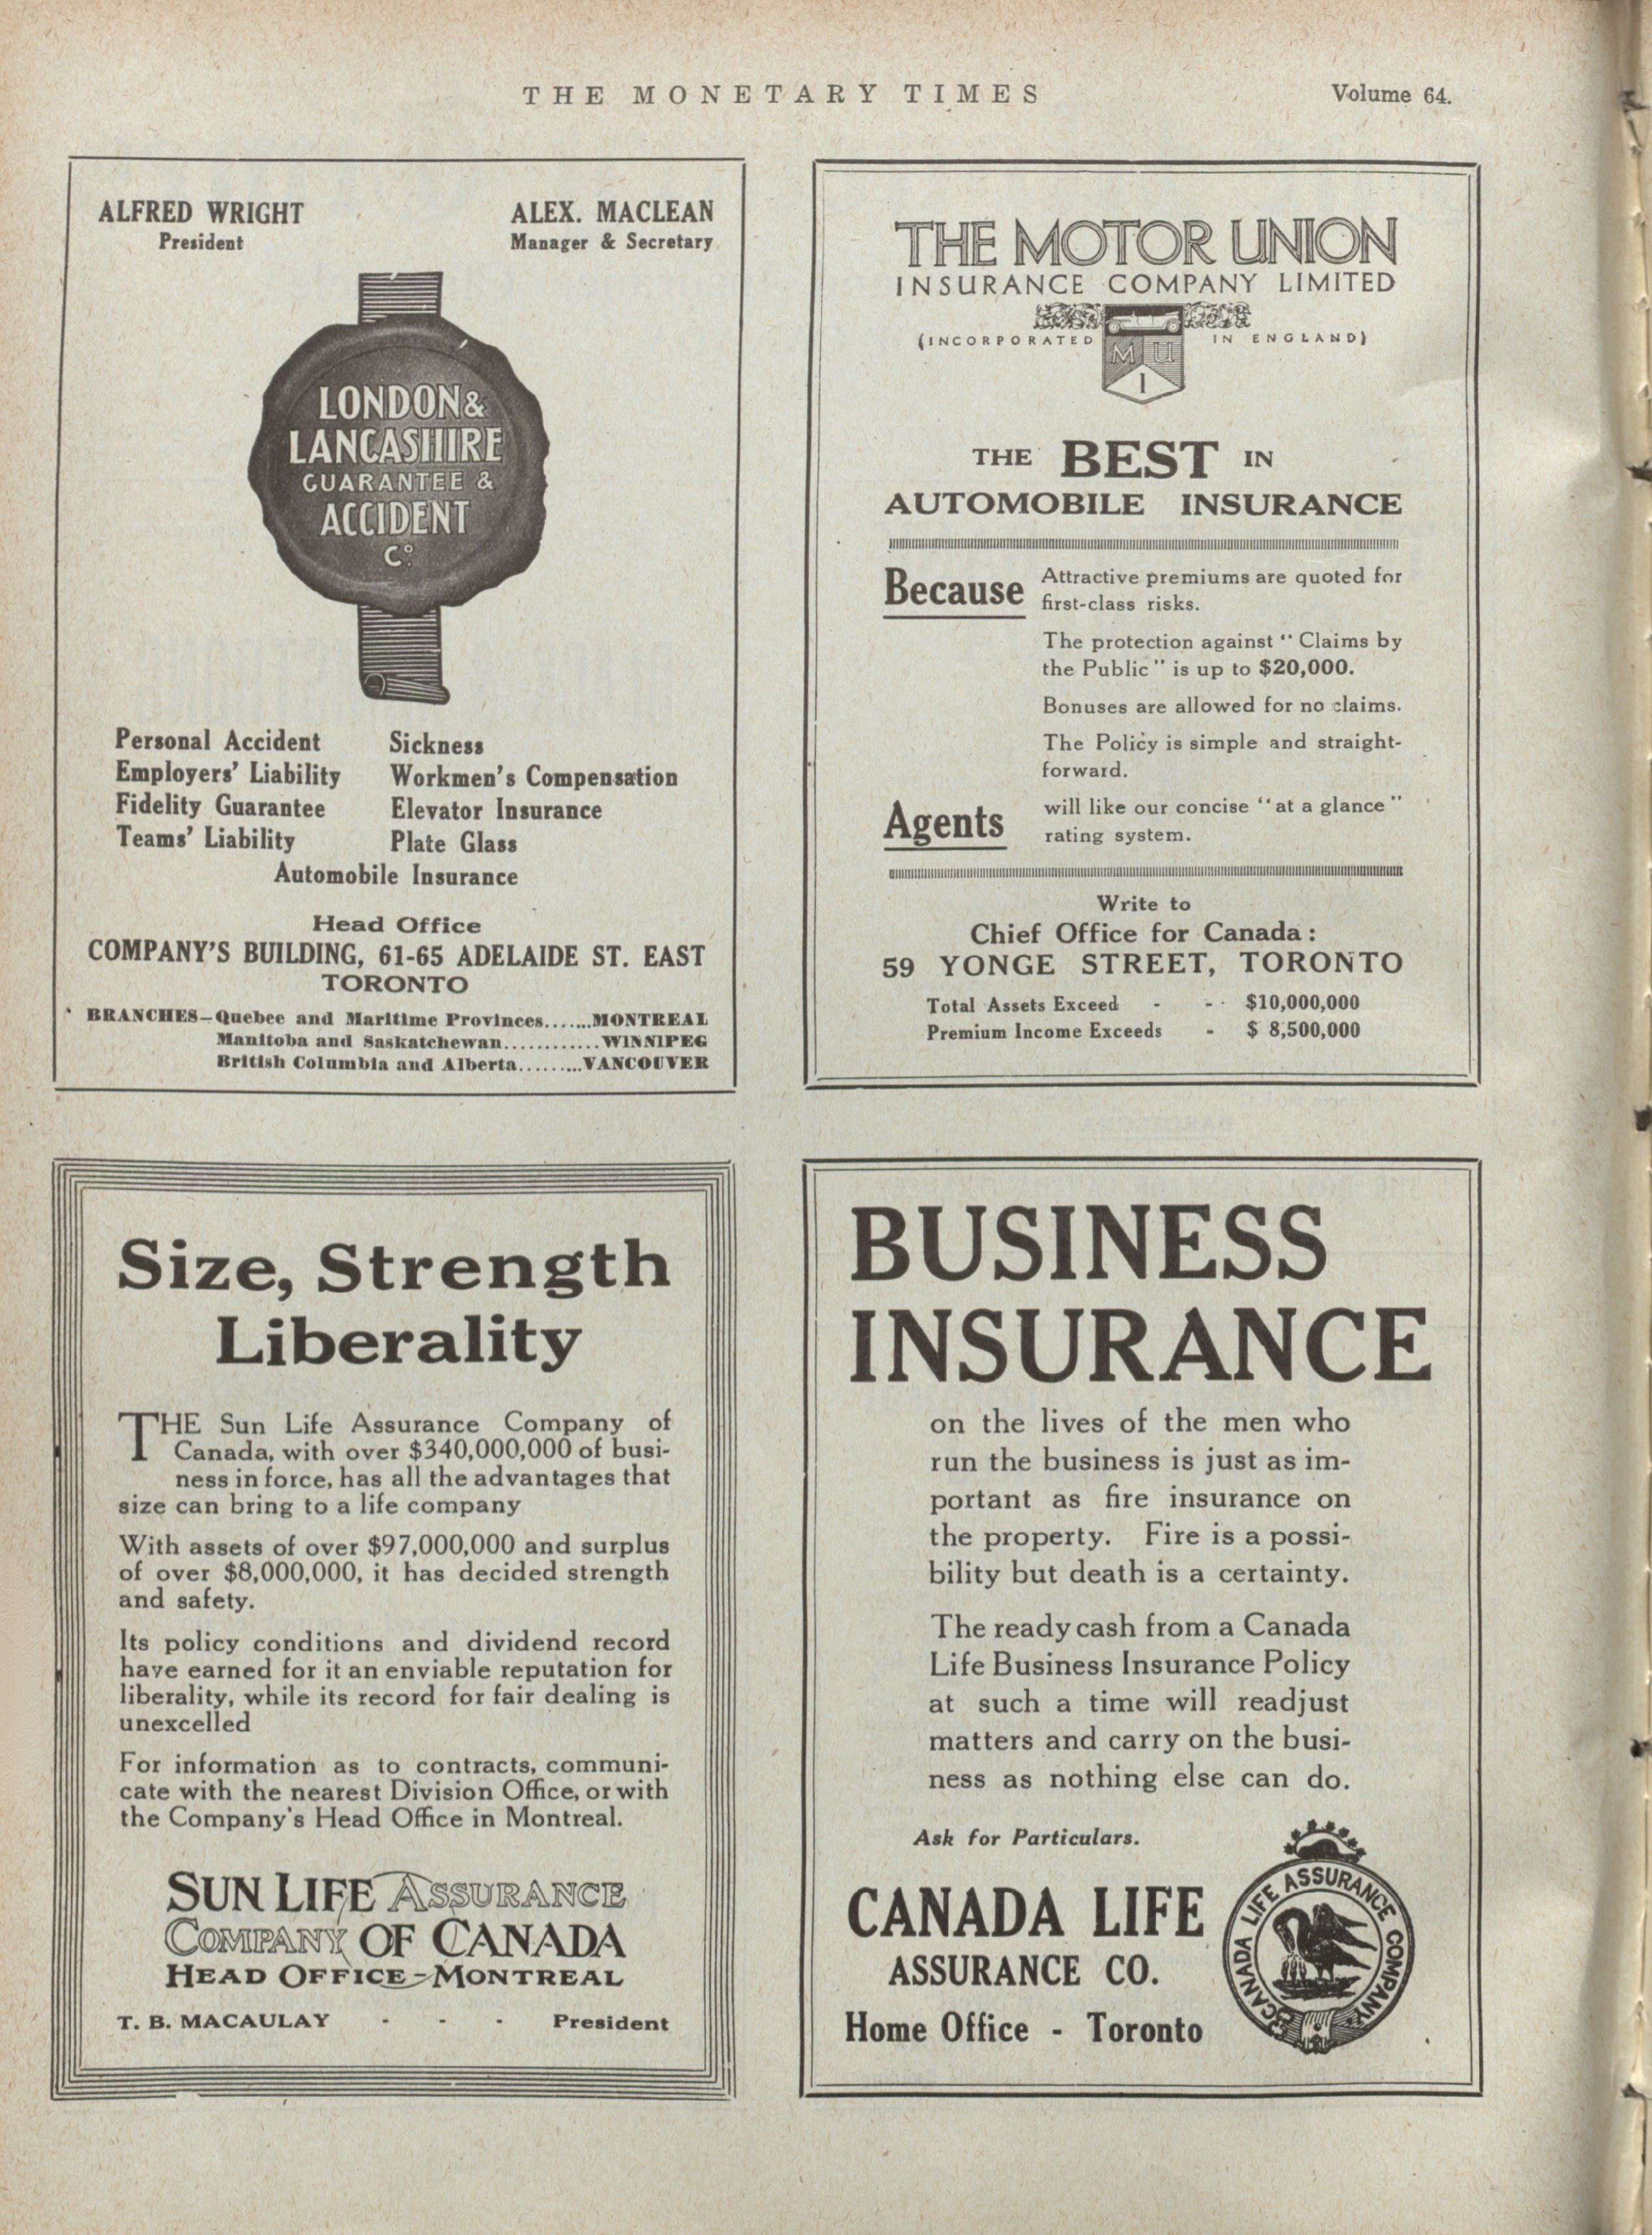 THE MONETARY TIMES
Volume 64.
ALFRED WRIGHT
President
ALEX. MACLEAN
Manager & Secretary
LONDON &
LANCASHIRE
GUARANTEE &
ACCIDENT
Co.
Personal Accident
Sickness
Employers' Liability
Workmen's Compensation
Fidelity Guarantee
Elevator Insurance
Teams' Liability
Plate Glass
Automobile Insurance
Head Office
COMPANY'S BUILDING, 61-65 ADELAIDE ST. EAST
TORONTO
BRANCHES—Quebec and Maritime Provinces.......MONTREAL
Manitoba and Saskatchewan............WINNIPEG
British Columbia and Alberta.........VANCOUVER
THE MOTOR UNION
INSURANCE COMPANY LIMITED
(INCORPORATED IN ENGLAND)
M U
I
THE BEST IN
AUTOMOBILE INSURANCE
Because Attractive premiums are quoted for
first-class risks.
The protection against "Claims by
the Public" is up to $20,000.
Bonuses are allowed for no claims.
The Policy is simple and straight-
forward.
Agents will like our concise "at a glance"
rating system.
Write to
Chief Office for Canada:
59 YONGE STREET, TORONTO
Total Assets Exceed - - $10,000,000
Premium Income Exceeds - $ 8,500,000
Size, Strength
Liberality
THE Sun Life Assurance Company of
Canada, with over $340,000,000 of busi-
ness in force, has all the advantages that
size can bring to a life company
With assets of over $97,000,000 and surplus
of over $8,000,000, it has decided strength
and safety.
Its policy conditions and dividend record
have earned for it an enviable reputation for
liberality, while its record for fair dealing is
unexcelled
For information as to contracts, communi-
cate with the nearest Division Office, or with
the Company's Head Office in Montreal.
SUN LIFE ASSURANCE
COMPANY OF CANADA
HEAD OFFICE-MONTREAL
T. B. MACAULAY - - - President
BUSINESS
INSURANCE
on the lives of the men who
run the business is just as im-
portant as fire insurance on
the property. Fire is a possi-
bility but death is a certainty.
The ready cash from a Canada
Life Business Insurance Policy
at such a time will readjust
matters and carry on the busi-
ness as nothing else can do.
Ask for Particulars.
CANADA LIFE
ASSURANCE CO.
Home Office - Toronto
CANADA LIFE ASSURANCE COMPANY